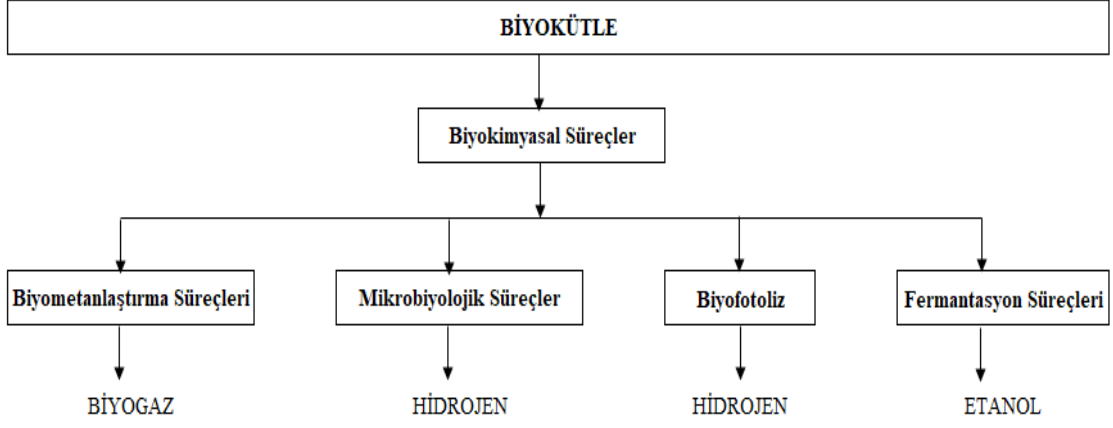 BİYOKÜTLE
Biyokimyasal Süreçler
Biyometanlaştırma Süreçleri
Mikrobiyolojik Süreçler
Biyofotoliz
Fermantasyon Süreçleri
BİYOGAZ
HİDROJEN
HİDROJEN
ETANOL